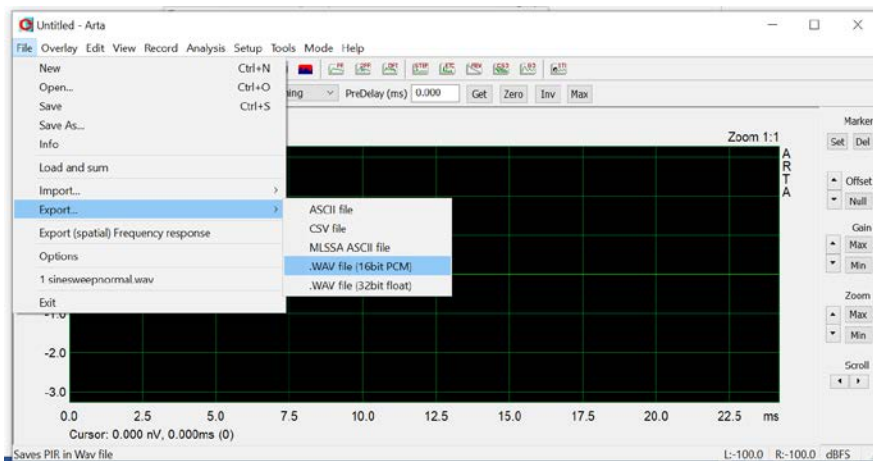 Untitled - Arta
File Overlay Edit View Record Analysis Setup Tools Mode Help
New Ctrl+N
Open... Ctrl+O
Save Ctrl+S
Save As...
Info
Load and sum
Import...
Export...
Export (spatial) Frequency response
Options
1 sinesweepnormal.wav
Exit
ASCII file
CSV file
MLSSA ASCII file
.WAV file (16bit PCM)
.WAV file (32bit float)
PreDelay (ms) 0.000 Get Zero Inv Max
Zoom 1:1
ARTA
Marker
Set Del
Offset
Null
Gain
Max
Min
Zoom
Max
Min
Scroll
-1.0
-2.0
-3.0
0.0 2.5 5.0 7.5 10.0 12.5 15.0 17.5 20.0 22.5 ms
Cursor: 0.000 nV, 0.000ms (0)
Saves PIR in Wav file L:-100.0 R:-100.0 dBFS